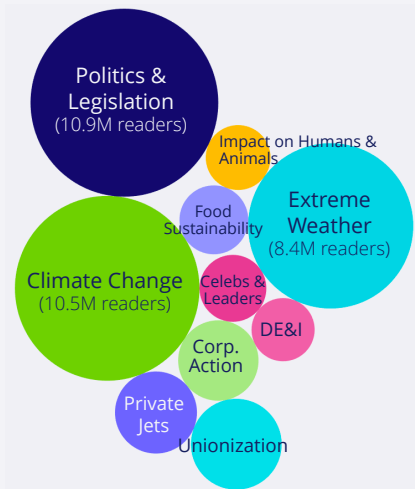 Politics &
Legislation
(10.9M readers)
Impact on Humans &
Animals
Extreme
Weather
(8.4M readers)
Food
Sustainability
Climate Change
(10.5M readers)
Celebs &
Leaders
DE&I
Corp.
Action
Private
Jets
Unionization